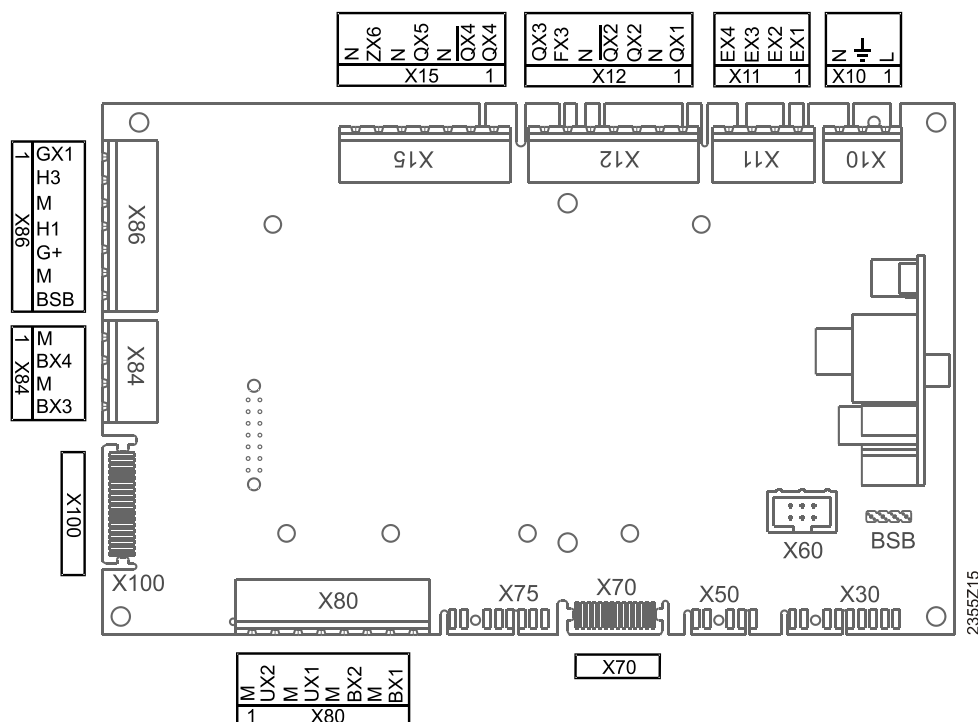 N
ZX6
N
QX5
N
QX4
QX4
X15 1
QX3
FX3
N
QX2
QX2
N
QX1
X12 1
EX4
EX3
EX2
EX1
X11 1
N
L
X10 1
X15
X12
X11
X10
1
X86
GX1
H3
M
H1
G+
M
BSB
X86
1
X84
M
BX4
M
BX3
X84
X100
X100
X60
BSB
X80
X75
X70
X50
X30
M
UX2
M
UX1
M
BX2
M
BX1
1 X80
X70
2355Z15